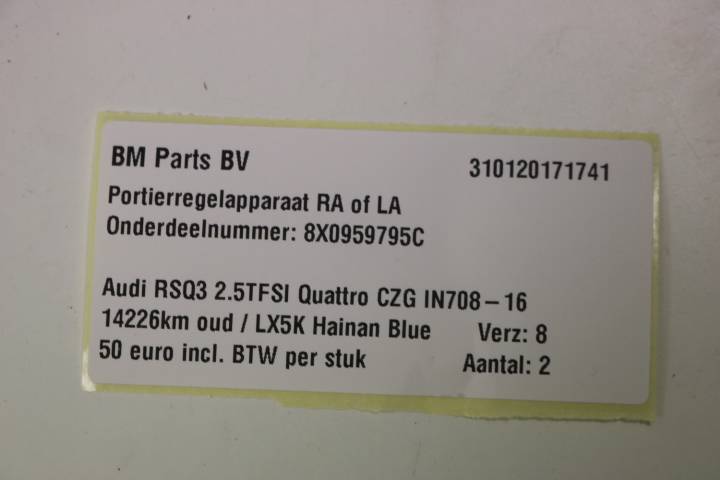 BM Parts BV 310120171741
Portierregelapparaat RA of LA
Onderdeelnummer: 8X0959795C
Audi RSQ3 2.5TFSI Quattro CZG IN708-16
14226km oud / LX5K Hainan Blue Verz: 8
50 euro incl. BTW per stuk Aantal: 2